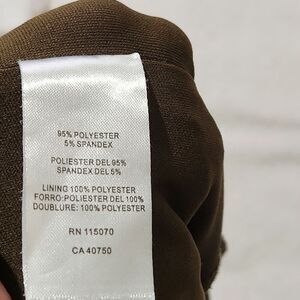 95% POLYESTER
5% SPANDEX
POLIESTER DEL 95%
SPANDEX DEL 5%
LINING 100% POLYESTER
FORRO:POLIESTER DEL 100%
DOUBLURE: 100% POLYESTER
RN 115070
CA 40750